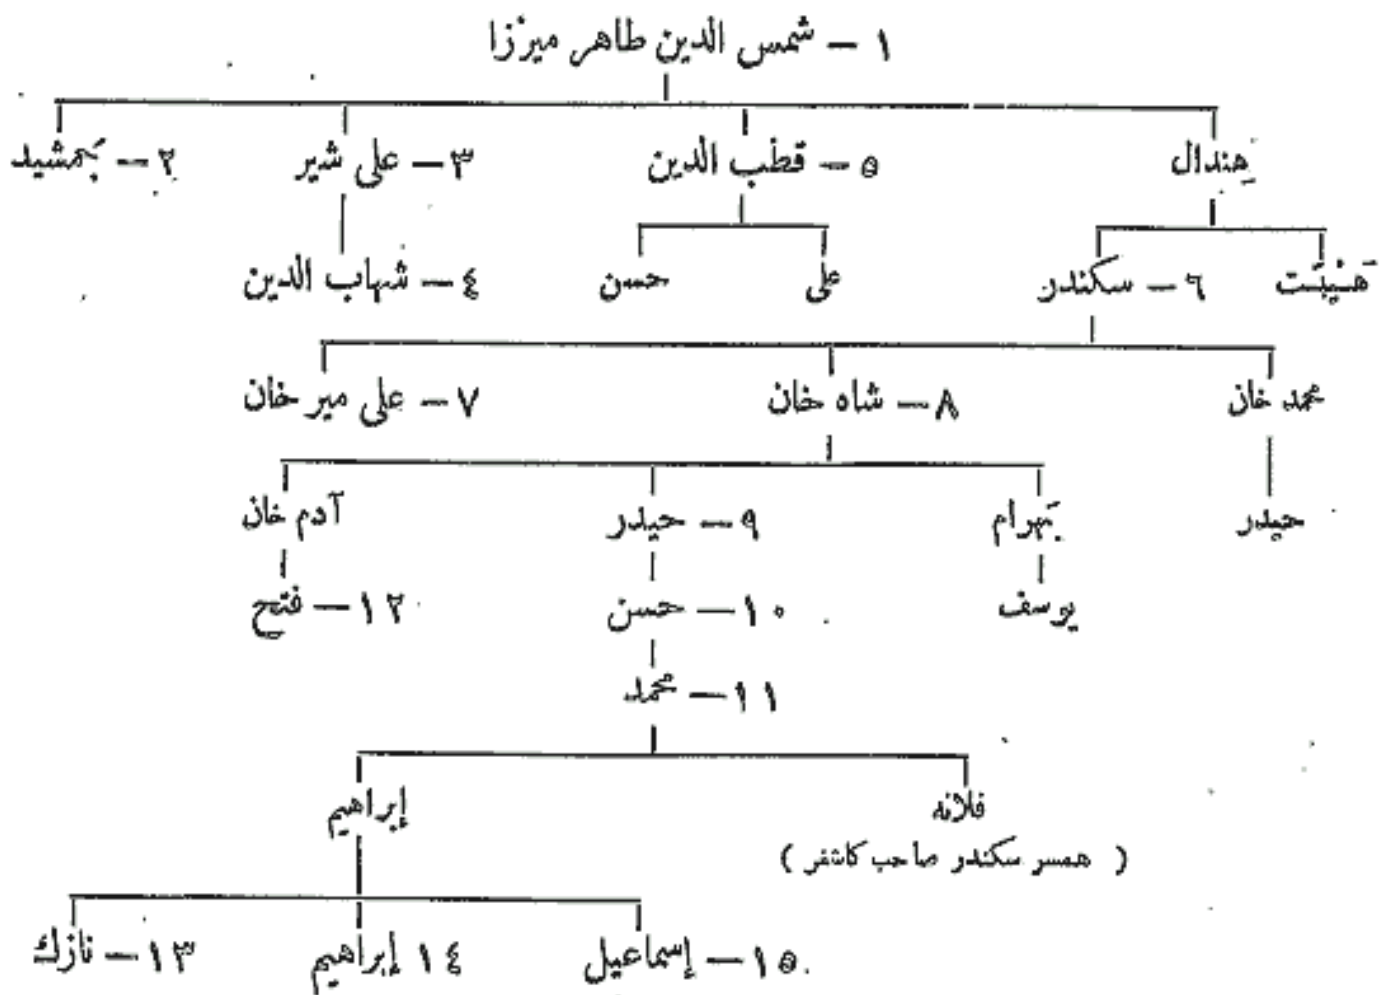 ١ — شمس الدين طاهر ميرزا
هندال ٥ — قطب الدين ٣ — على شير ٢ — جمشيد
هَيْبَت ٦ — سكندر على حسن ٤ — شهاب الدين
محمد خان ٨ — شاه خان ٧ — على مير خان
حيدر بهرام ٩ — حيدر آدم خان
يوسف ١٠ — حسن ١٢ — فتح
١١ — محمد
فلانه إبراهيم
( همسر سكندر صاحب كاشغر )
١٥ — إسماعيل ١٤ إبراهيم ١٣ — نازك